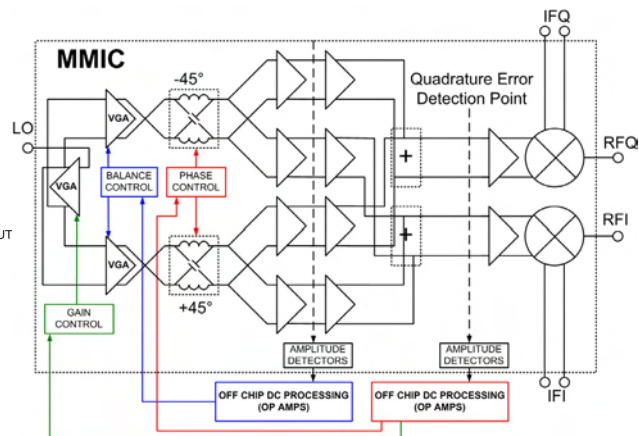 IFQ
MMIC
-45°
Quadrature Error
Detection Point
VGA
LO
RFQ
+
VGA
BALANCE
CONTROL
PHASE
CONTROL
UT
RFI
+
VGA
+45°
GAIN
CONTROL
AMPLITUDE
DETECTORS
AMPLITUDE
DETECTORS
OFF CHIP DC PROCESSING
(OP AMPS)
OFF CHIP DC PROCESSING
(OP AMPS)
IFI